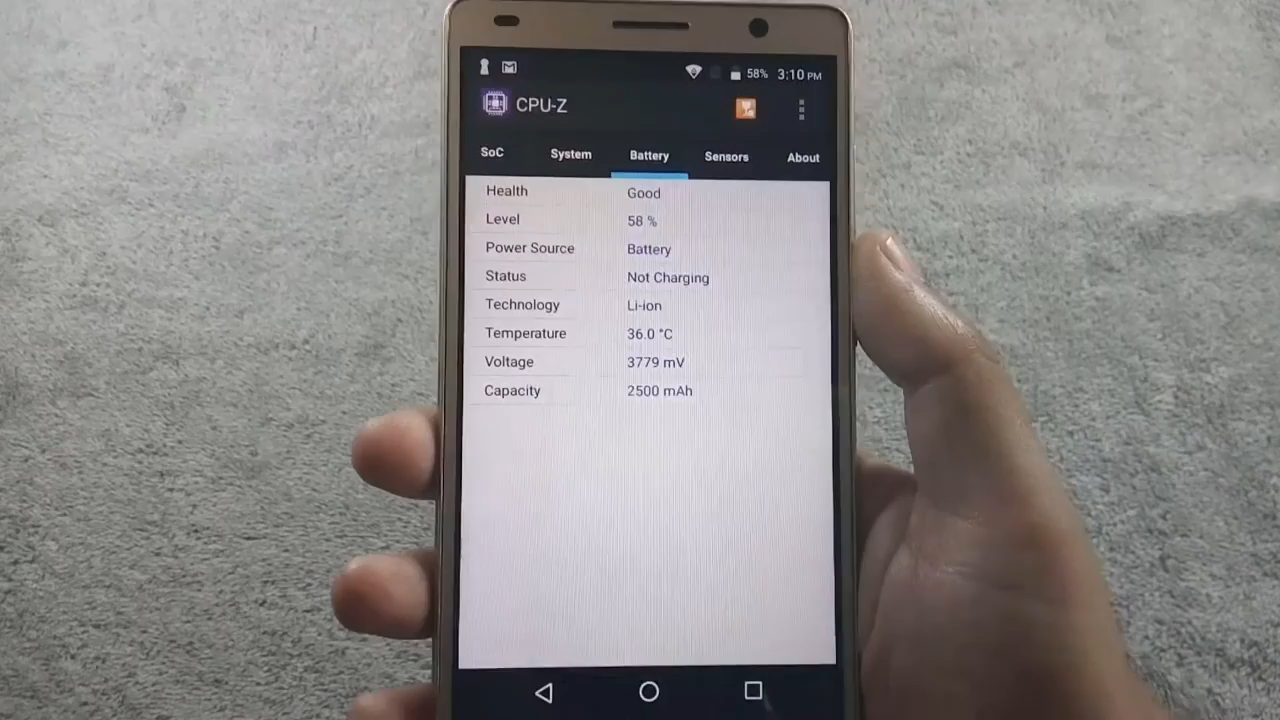 58% 3:10 PM
CPU-Z
SoC System Battery Sensors About
Health Good
Level 58 %
Power Source Battery
Status Not Charging
Technology Li-ion
Temperature 36.0 °C
Voltage 3779 mV
Capacity 2500 mAh